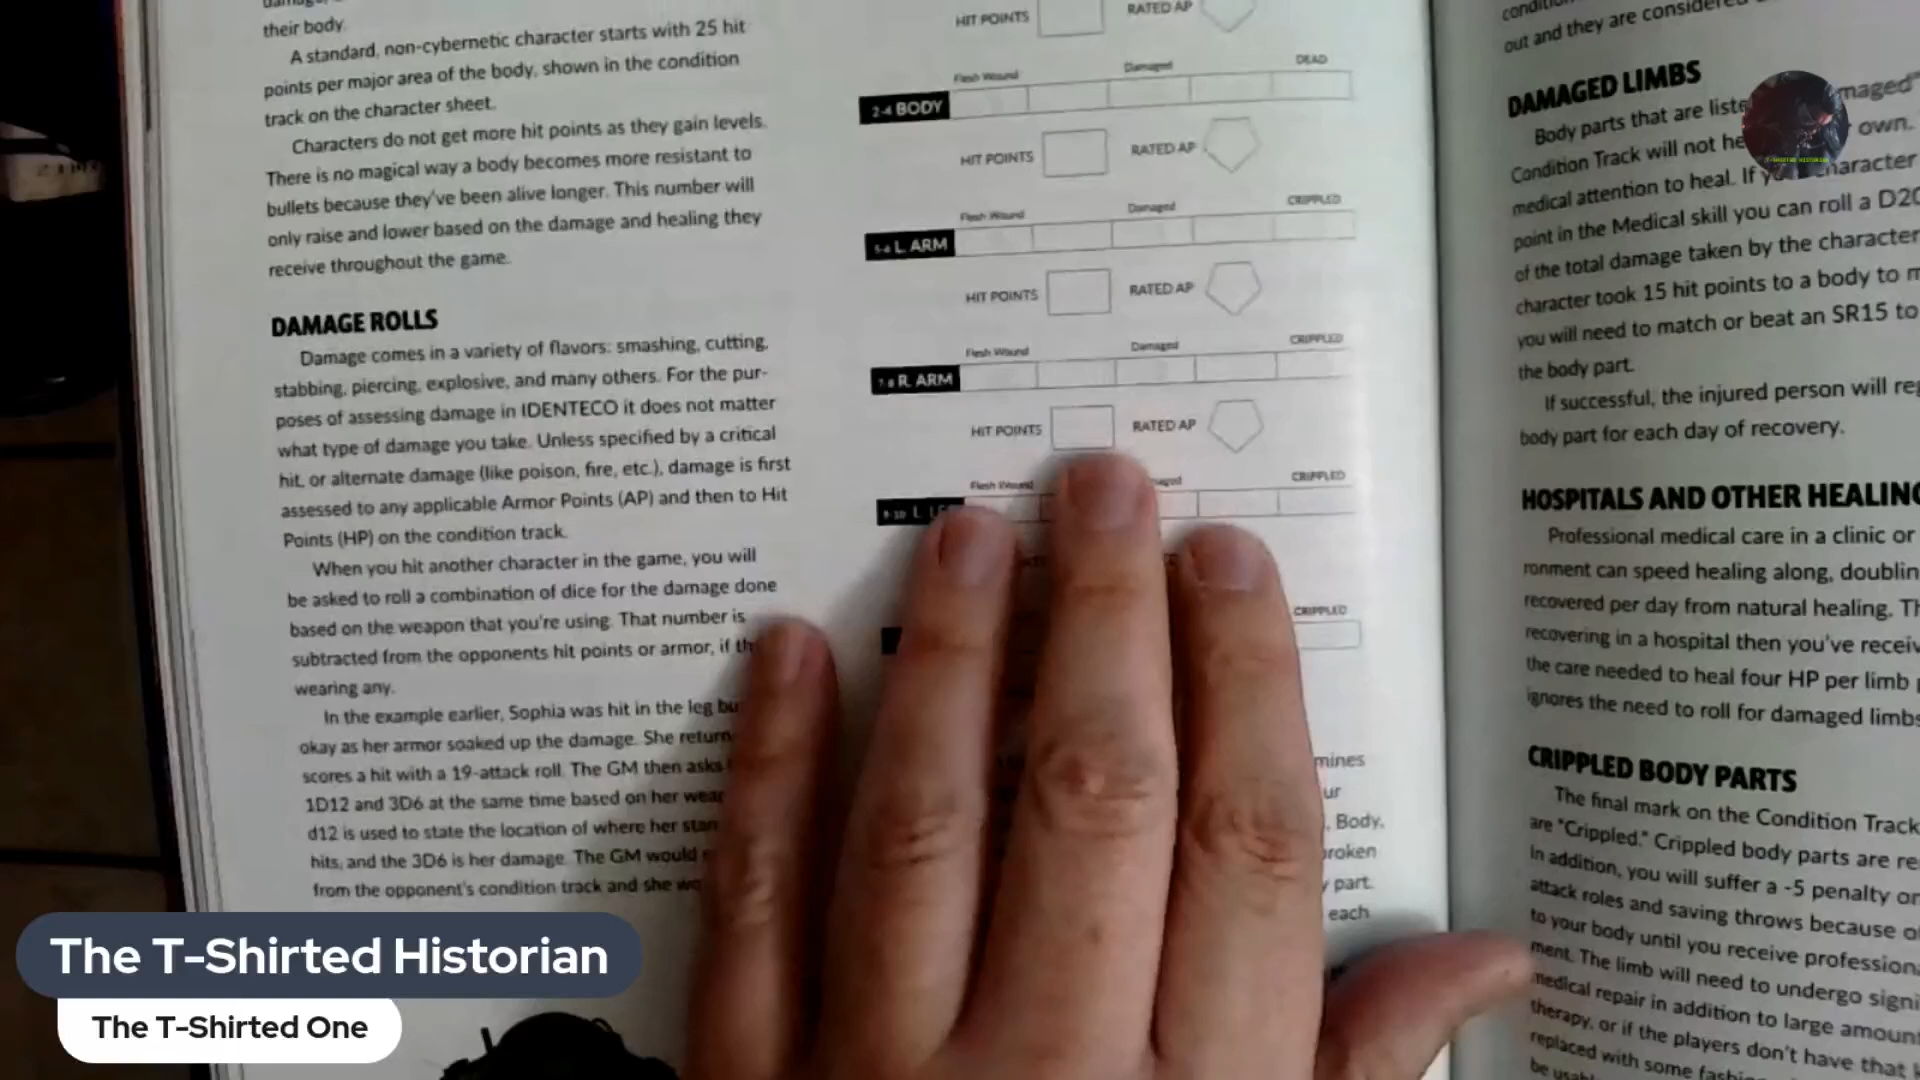 their body.
A standard, non-cybernetic character starts with 25 hit
points per major area of the body, shown in the condition
track on the character sheet.
Characters do not get more hit points as they gain levels.
There is no magical way a body becomes more resistant to
bullets because they've been alive longer. This number will
only raise and lower based on the damage and healing they
receive throughout the game.
DAMAGE ROLLS
Damage comes in a variety of flavors: smashing, cutting,
stabbing, piercing, explosive, and many others. For the pur-
poses of assessing damage in IDENTECO it does not matter
what type of damage you take. Unless specified by a critical
hit, or alternate damage (like poison, fire, etc.), damage is first
assessed to any applicable Armor Points (AP) and then to Hit
Points (HP) on the condition track.
When you hit another character in the game, you will
be asked to roll a combination of dice for the damage done
based on the weapon that you're using. That number is
subtracted from the opponents hit points or armor, if
wearing any.
In the example earlier, Sophia was hit in the leg
okay as her armor soaked up the damage. She
scores a hit with a 19-attack roll. The GM then asks
1D12 and 3D6 at the same time based on her
d12 is used to state the location of where her
hits, and the 3D6 is her damage. The GM would
from the opponent's condition track and she
HIT POINTS RATED AP
Flesh Wound Damaged DEAD
2-4 BODY
HIT POINTS RATED AP
Flesh Wound Damaged CRIPPLED
5-6 L. ARM
HIT POINTS RATED AP
Flesh Wound Damaged CRIPPLED
7-8 R. ARM
HIT POINTS RATED AP
Flesh Wound CRIPPLED
9-10 L.
CRIPPLED
Body,
part.
each
out and they are considered
DAMAGED LIMBS
Body parts that are
Condition Track will not own.
medical attention to heal. If
point in the Medical skill you can roll a D20
of the total damage taken by the character
character took 15 hit points to a body to
you will need to match or beat an SR15 to
the body part.
If successful, the injured person will
body part for each day of recovery.
HOSPITALS AND OTHER HEALING
Professional medical care in a clinic or
ronment can speed healing along,
recovered per day from natural healing.
recovering in a hospital then you've
the care needed to heal four HP per limb
ignores the need to roll for damaged limbs
CRIPPLED BODY PARTS
The final mark on the Condition Track
are "Crippled." Crippled body parts are
In addition, you will suffer a -5 penalty
attack roles and saving throws because
to your body until you receive
ment. The limb will need to undergo
medical repair in addition to large
therapy, or if the players don't have that
replaced with some
The T-Shirted Historian
The T-Shirted One